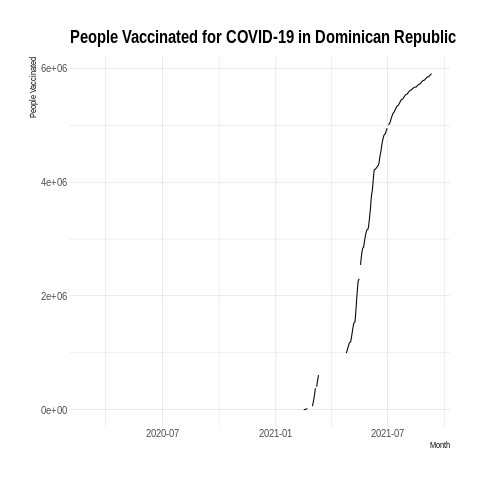 People Vaccinated for COVID-19 in Dominican Republic
People Vaccinated
6e+06
4e+06
2e+06
0e+00
2020-07
2021-01
2021-07
Month